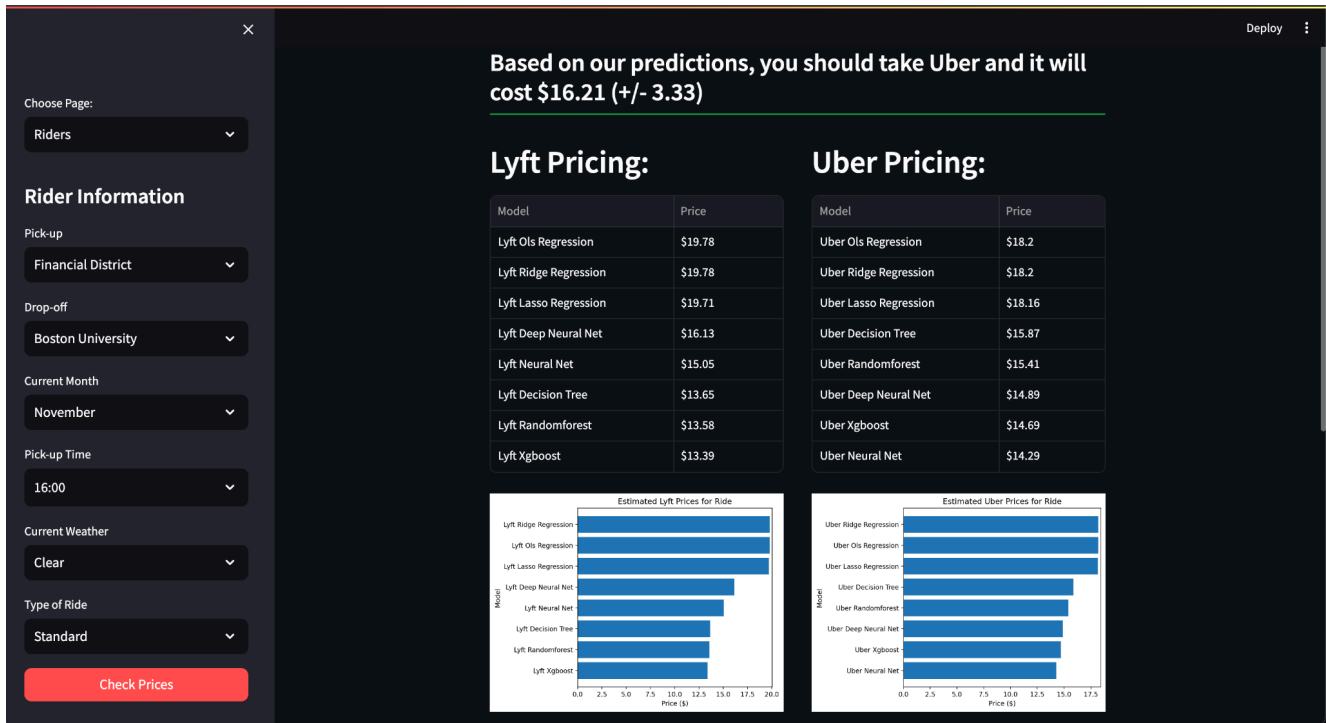 Deploy
Choose Page:
Riders
Rider Information
Pick-up
Financial District
Drop-off
Boston University
Current Month
November
Pick-up Time
16:00
Current Weather
Clear
Type of Ride
Standard
Check Prices
Based on our predictions, you should take Uber and it will
cost $16.21 (+/- 3.33)
Lyft Pricing:
Model Price
Lyft Ols Regression $19.78
Lyft Ridge Regression $19.78
Lyft Lasso Regression $19.71
Lyft Deep Neural Net $16.13
Lyft Neural Net $15.05
Lyft Decision Tree $13.65
Lyft Randomforest $13.58
Lyft Xgboost $13.39
Estimated Lyft Prices for Ride
Model
Lyft Ridge Regression
Lyft Ols Regression
Lyft Lasso Regression
Lyft Deep Neural Net
Lyft Neural Net
Lyft Decision Tree
Lyft Randomforest
Lyft Xgboost
0.0 2.5 5.0 7.5 10.0 12.5 15.0 17.5 20.0
Price ($)
Uber Pricing:
Model Price
Uber Ols Regression $18.2
Uber Ridge Regression $18.2
Uber Lasso Regression $18.16
Uber Decision Tree $15.87
Uber Randomforest $15.41
Uber Deep Neural Net $14.89
Uber Xgboost $14.69
Uber Neural Net $14.29
Estimated Uber Prices for Ride
Model
Uber Ridge Regression
Uber Ols Regression
Uber Lasso Regression
Uber Decision Tree
Uber Randomforest
Uber Deep Neural Net
Uber Xgboost
Uber Neural Net
0.0 2.5 5.0 7.5 10.0 12.5 15.0 17.5
Price ($)